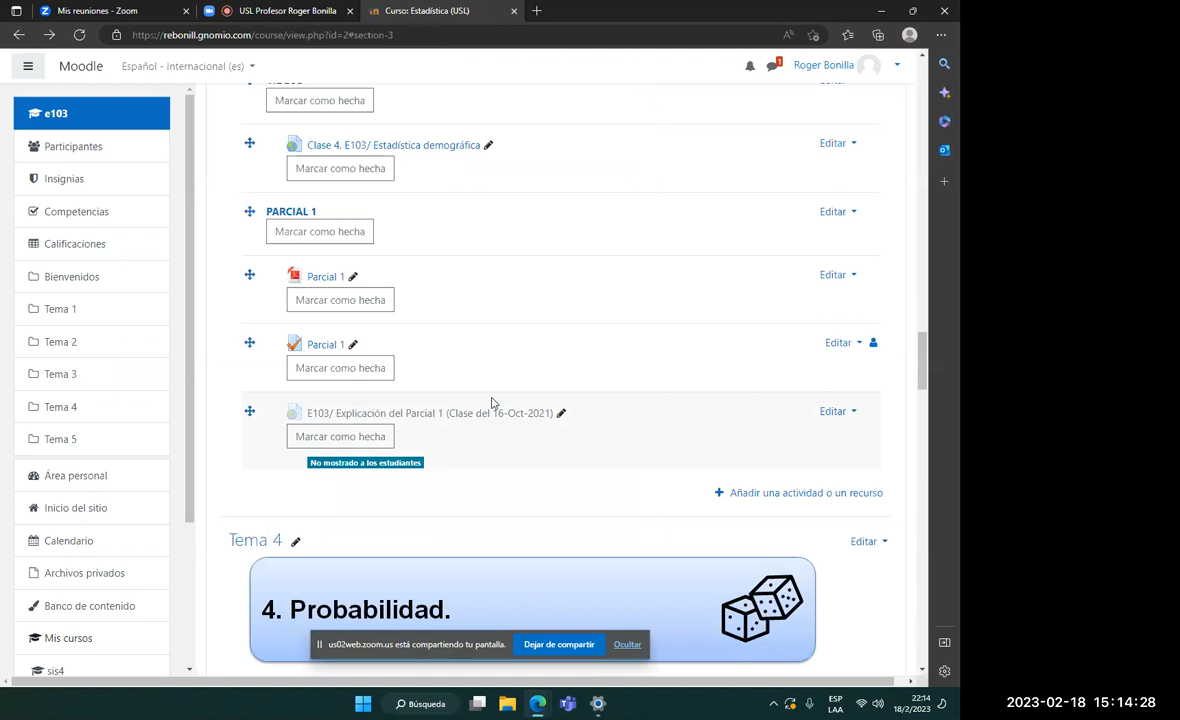 Mis reuniones - Zoom
USL Profesor Roger Bonilla
Curso: Estadística (USL)
https://rebonill.gnomio.com/course/view.php?id=2#section-3
Moodle
Español - Internacional (es)
1
Roger Bonilla
e103
Participantes
Insignias
Competencias
Calificaciones
Bienvenidos
Tema 1
Tema 2
Tema 3
Tema 4
Tema 5
Área personal
Inicio del sitio
Calendario
Archivos privados
Banco de contenido
Mis cursos
sis4
Marcar como hecha
Clase 4. E103/ Estadística demográfica
Editar
Marcar como hecha
PARCIAL 1
Editar
Marcar como hecha
Parcial 1
Editar
Marcar como hecha
Parcial 1
Editar
Marcar como hecha
E103/ Explicación del Parcial 1 (Clase del 16-Oct-2021)
Editar
Marcar como hecha
No mostrado a los estudiantes
Añadir una actividad o un recurso
Tema 4
Editar
4. Probabilidad.
us02web.zoom.us está compartiendo tu pantalla.
Dejar de compartir
Ocultar
Búsqueda
ESP
LAA
22:14
18/2/2023
2023-02-18 15:14:28